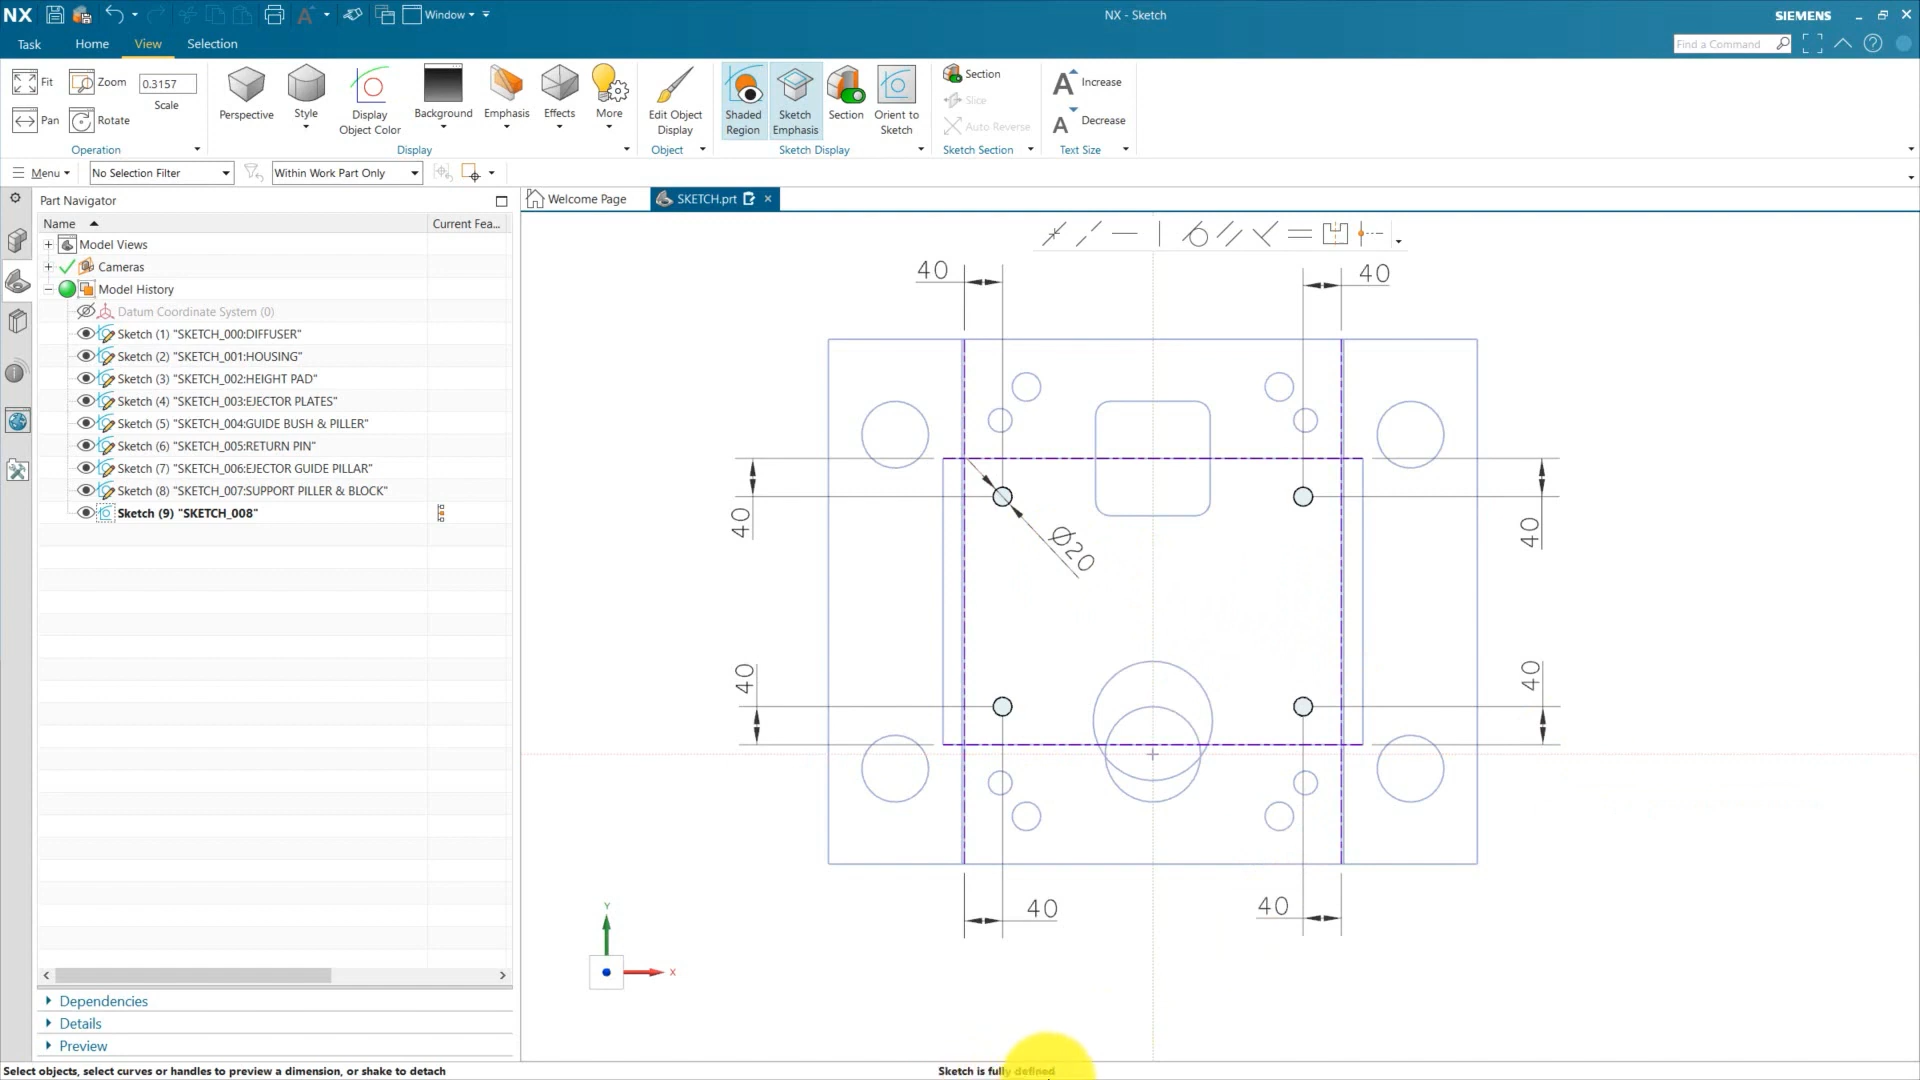 NX
Window
NX - Sketch
SIEMENS
Task
Home
View
Selection
Find a Command
Fit
Zoom
0.3157
Scale
Pan
Rotate
Operation
Perspective
Style
Display
Object Color
Background
Emphasis
Effects
More
Display
Edit Object
Display
Object
Shaded
Region
Sketch
Emphasis
Section
Orient to
Sketch
Sketch Display
Section
Slice
Auto Reverse
Sketch Section
A Increase
A Decrease
Text Size
Menu
No Selection Filter
Within Work Part Only
Part Navigator
Welcome Page
SKETCH.prt
Name
Current Fea...
Model Views
Cameras
Model History
Datum Coordinate System (0)
Sketch (1) "SKETCH_000:DIFFUSER"
Sketch (2) "SKETCH_001:HOUSING"
Sketch (3) "SKETCH_002:HEIGHT PAD"
Sketch (4) "SKETCH_003:EJECTOR PLATES"
Sketch (5) "SKETCH_004:GUIDE BUSH & PILLER"
Sketch (6) "SKETCH_005:RETURN PIN"
Sketch (7) "SKETCH_006:EJECTOR GUIDE PILLAR"
Sketch (8) "SKETCH_007:SUPPORT PILLER & BLOCK"
Sketch (9) "SKETCH_008"
40
40
40
40
Ø20
40
40
40
40
Y
X
Dependencies
Details
Preview
Select objects, select curves or handles to preview a dimension, or shake to detach
Sketch is fully defined